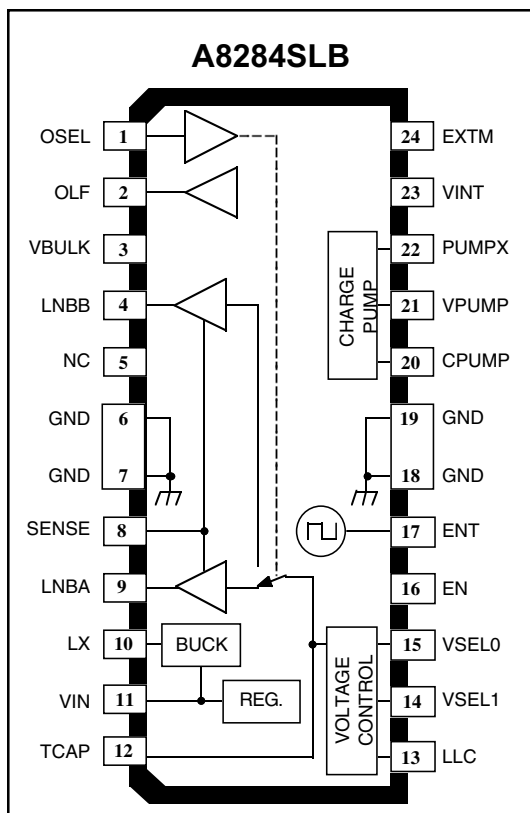 A8284SLB
OSEL 1
OLF 2
VBULK 3
LNBB 4
NC 5
GND 6
GND 7
SENSE 8
LNBA 9
LX 10
VIN 11
TCAP 12
BUCK
REG.
CHARGE
PUMP
VOLTAGE
CONTROL
24 EXTM
23 VINT
22 PUMPX
21 VPUMP
20 CPUMP
19 GND
18 GND
17 ENT
16 EN
15 VSEL0
14 VSEL1
13 LLC